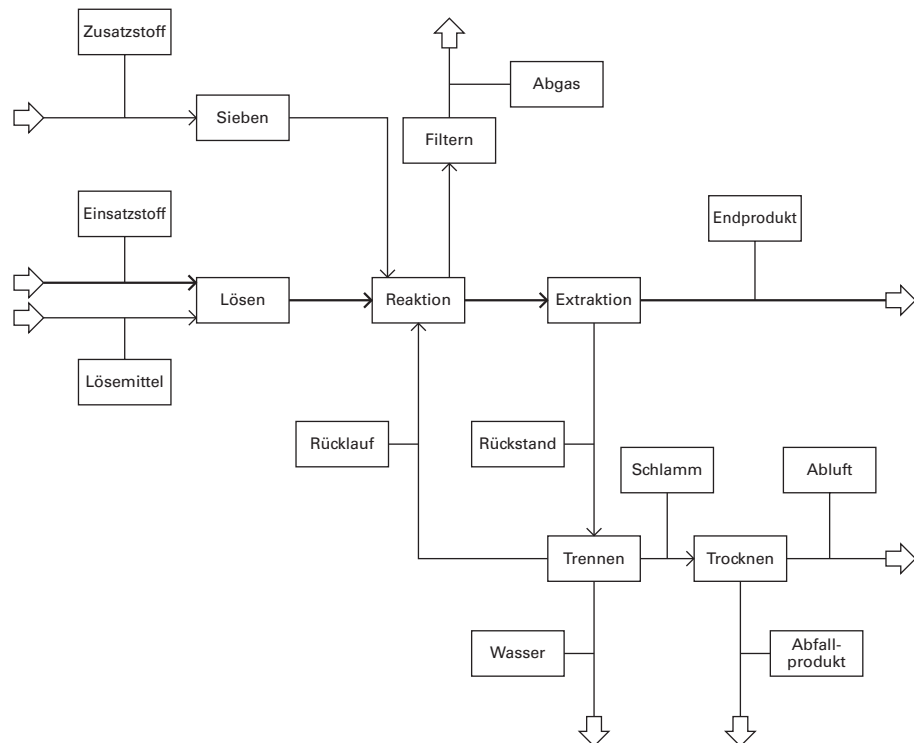 Zusatzstoff
Abgas
Sieben
Filtern
Einsatzstoff
Endprodukt
Lösen
Reaktion
Extraktion
Lösemittel
Rücklauf
Rückstand
Schlamm
Abluft
Trennen
Trocknen
Wasser
Abfall-
produkt